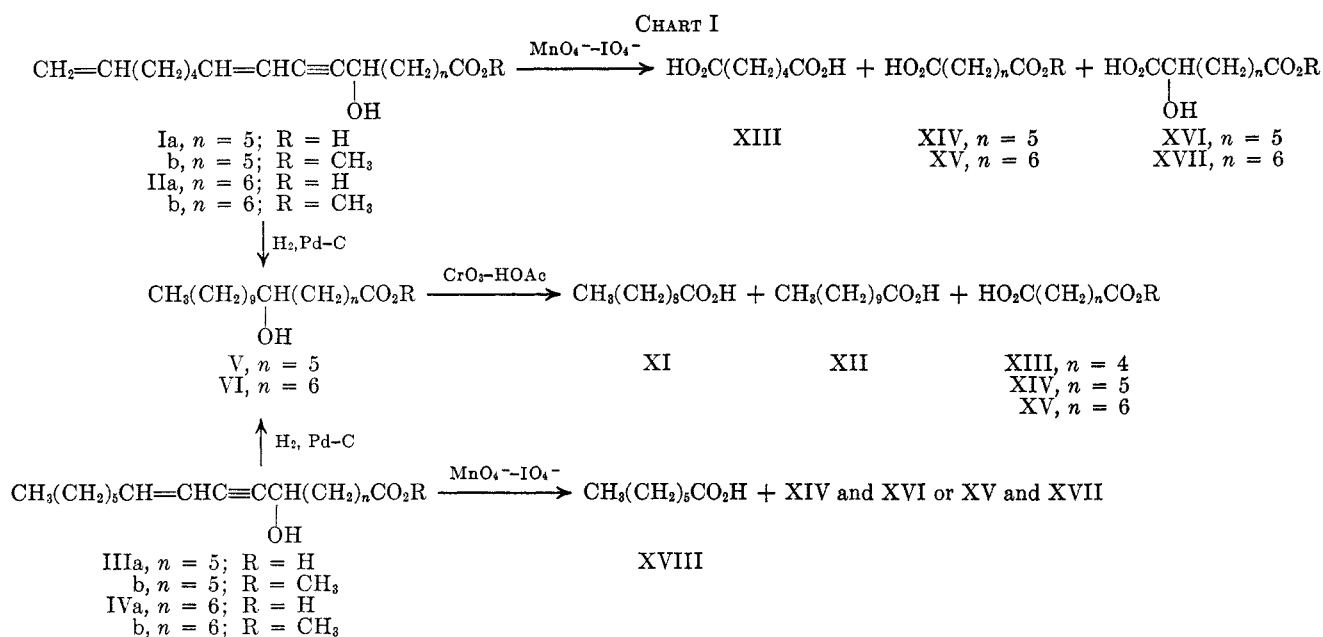 CHART I
CH₂=CH(CH₂)₄CH=CHC≡CCH(CH₂)ₙCO₂R MnO₄⁻–IO₄⁻ HO₂C(CH₂)₄CO₂H + HO₂C(CH₂)ₙCO₂R + HO₂CCH(CH₂)ₙCO₂R
OH OH
Ia, n = 5; R = H XIII XIV, n = 5 XVI, n = 5
b, n = 5; R = CH₃ XV, n = 6 XVII, n = 6
IIa, n = 6; R = H
b, n = 6; R = CH₃
H₂, Pd–C
CH₃(CH₂)₉CH(CH₂)ₙCO₂R CrO₃–HOAc CH₃(CH₂)₈CO₂H + CH₃(CH₂)₉CO₂H + HO₂C(CH₂)ₙCO₂R
OH
V, n = 5 XI XII XIII, n = 4
VI, n = 6 XIV, n = 5
XV, n = 6
H₂, Pd–C
CH₃(CH₂)₅CH=CHC≡CCH(CH₂)ₙCO₂R MnO₄⁻–IO₄⁻ CH₃(CH₂)₅CO₂H + XIV and XVI or XV and XVII
OH
IIIa, n = 5; R = H XVIII
b, n = 5; R = CH₃
IVa, n = 6; R = H
b, n = 6; R = CH₃